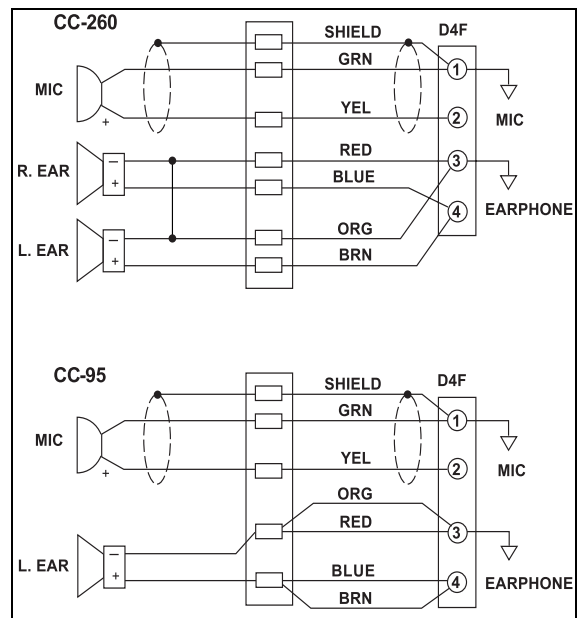 CC-260
D4F
SHIELD
GRN
1
MIC
+
YEL
2
MIC
R. EAR
−
+
RED
3
BLUE
4
EARPHONE
L. EAR
−
+
ORG
BRN
CC-95
D4F
SHIELD
GRN
1
MIC
+
YEL
2
MIC
ORG
RED
3
L. EAR
−
+
BLUE
4
EARPHONE
BRN